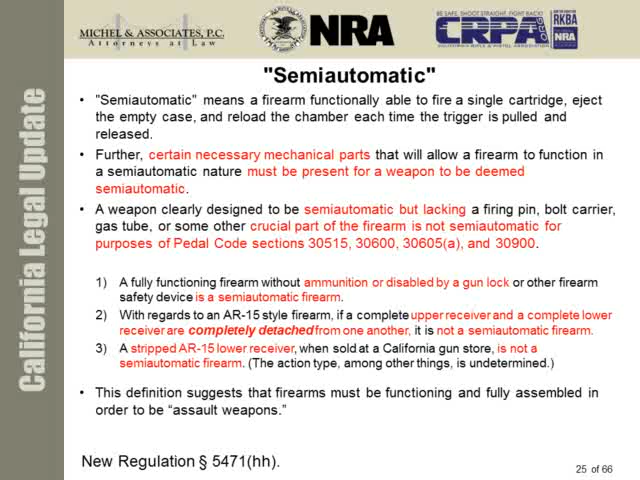 MICHEL & ASSOCIATES, P.C.
Attorneys at Law
NRA
BE SAFE, SHOOT STRAIGHT, FIGHT BACK!
CRPA.ORG
CALIFORNIA RIFLE & PISTOL ASSOCIATION
RKBA
NRA
California Legal Update
"Semiautomatic"
• "Semiautomatic" means a firearm functionally able to fire a single cartridge, eject
the empty case, and reload the chamber each time the trigger is pulled and
released.
• Further, certain necessary mechanical parts that will allow a firearm to function in
a semiautomatic nature must be present for a weapon to be deemed
semiautomatic.
• A weapon clearly designed to be semiautomatic but lacking a firing pin, bolt carrier,
gas tube, or some other crucial part of the firearm is not semiautomatic for
purposes of Pedal Code sections 30515, 30600, 30605(a), and 30900.
1) A fully functioning firearm without ammunition or disabled by a gun lock or other firearm
safety device is a semiautomatic firearm.
2) With regards to an AR-15 style firearm, if a complete upper receiver and a complete lower
receiver are completely detached from one another, it is not a semiautomatic firearm.
3) A stripped AR-15 lower receiver, when sold at a California gun store, is not a
semiautomatic firearm. (The action type, among other things, is undetermined.)
• This definition suggests that firearms must be functioning and fully assembled in
order to be “assault weapons.”
New Regulation § 5471(hh).
25 of 66